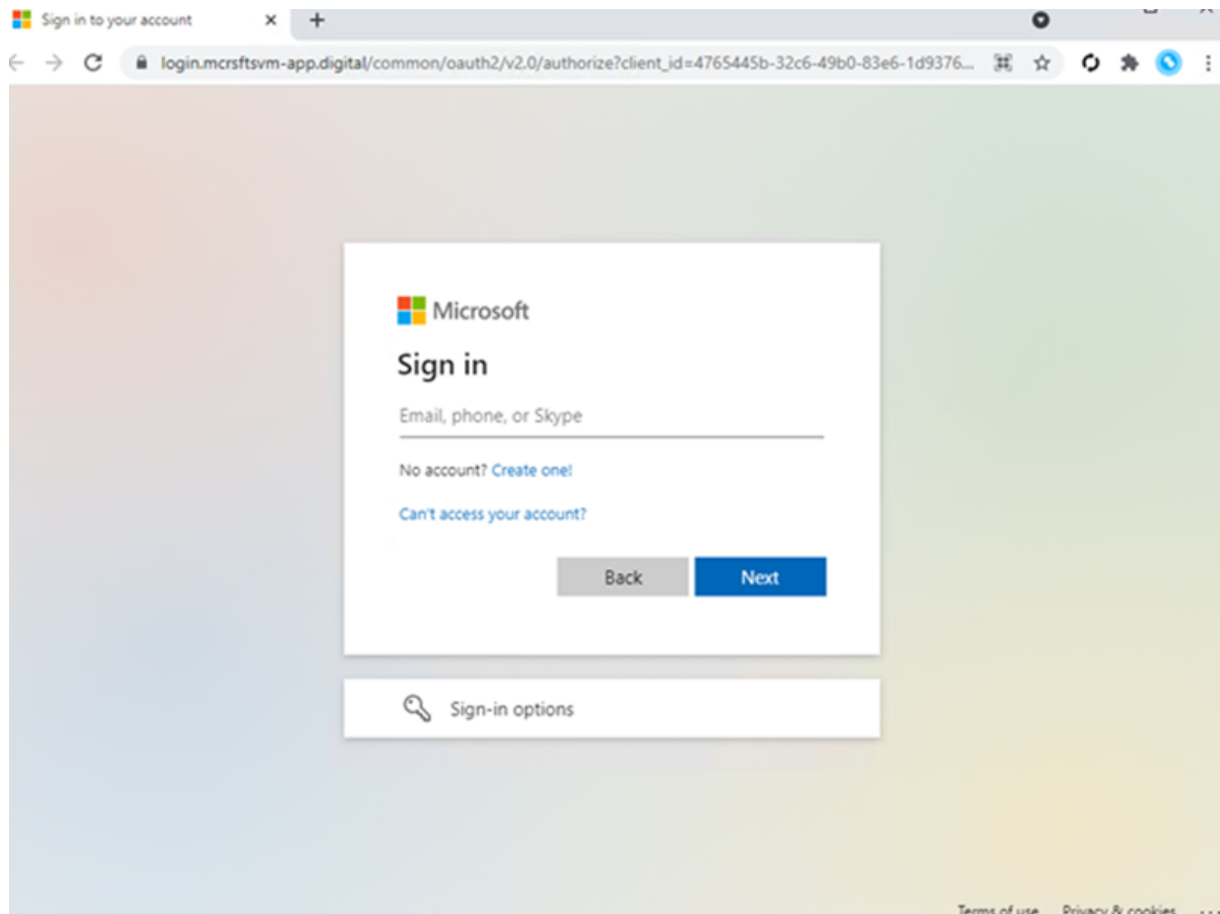 Sign in to your account
login.mcrsftsvm-app.digital/common/oauth2/v2.0/authorize?client_id=4765445b-32c6-49b0-83e6-1d9376...
Microsoft
Sign in
Email, phone, or Skype
No account? Create one!
Can't access your account?
Back Next
Sign-in options
Terms of use Privacy & cookies ...